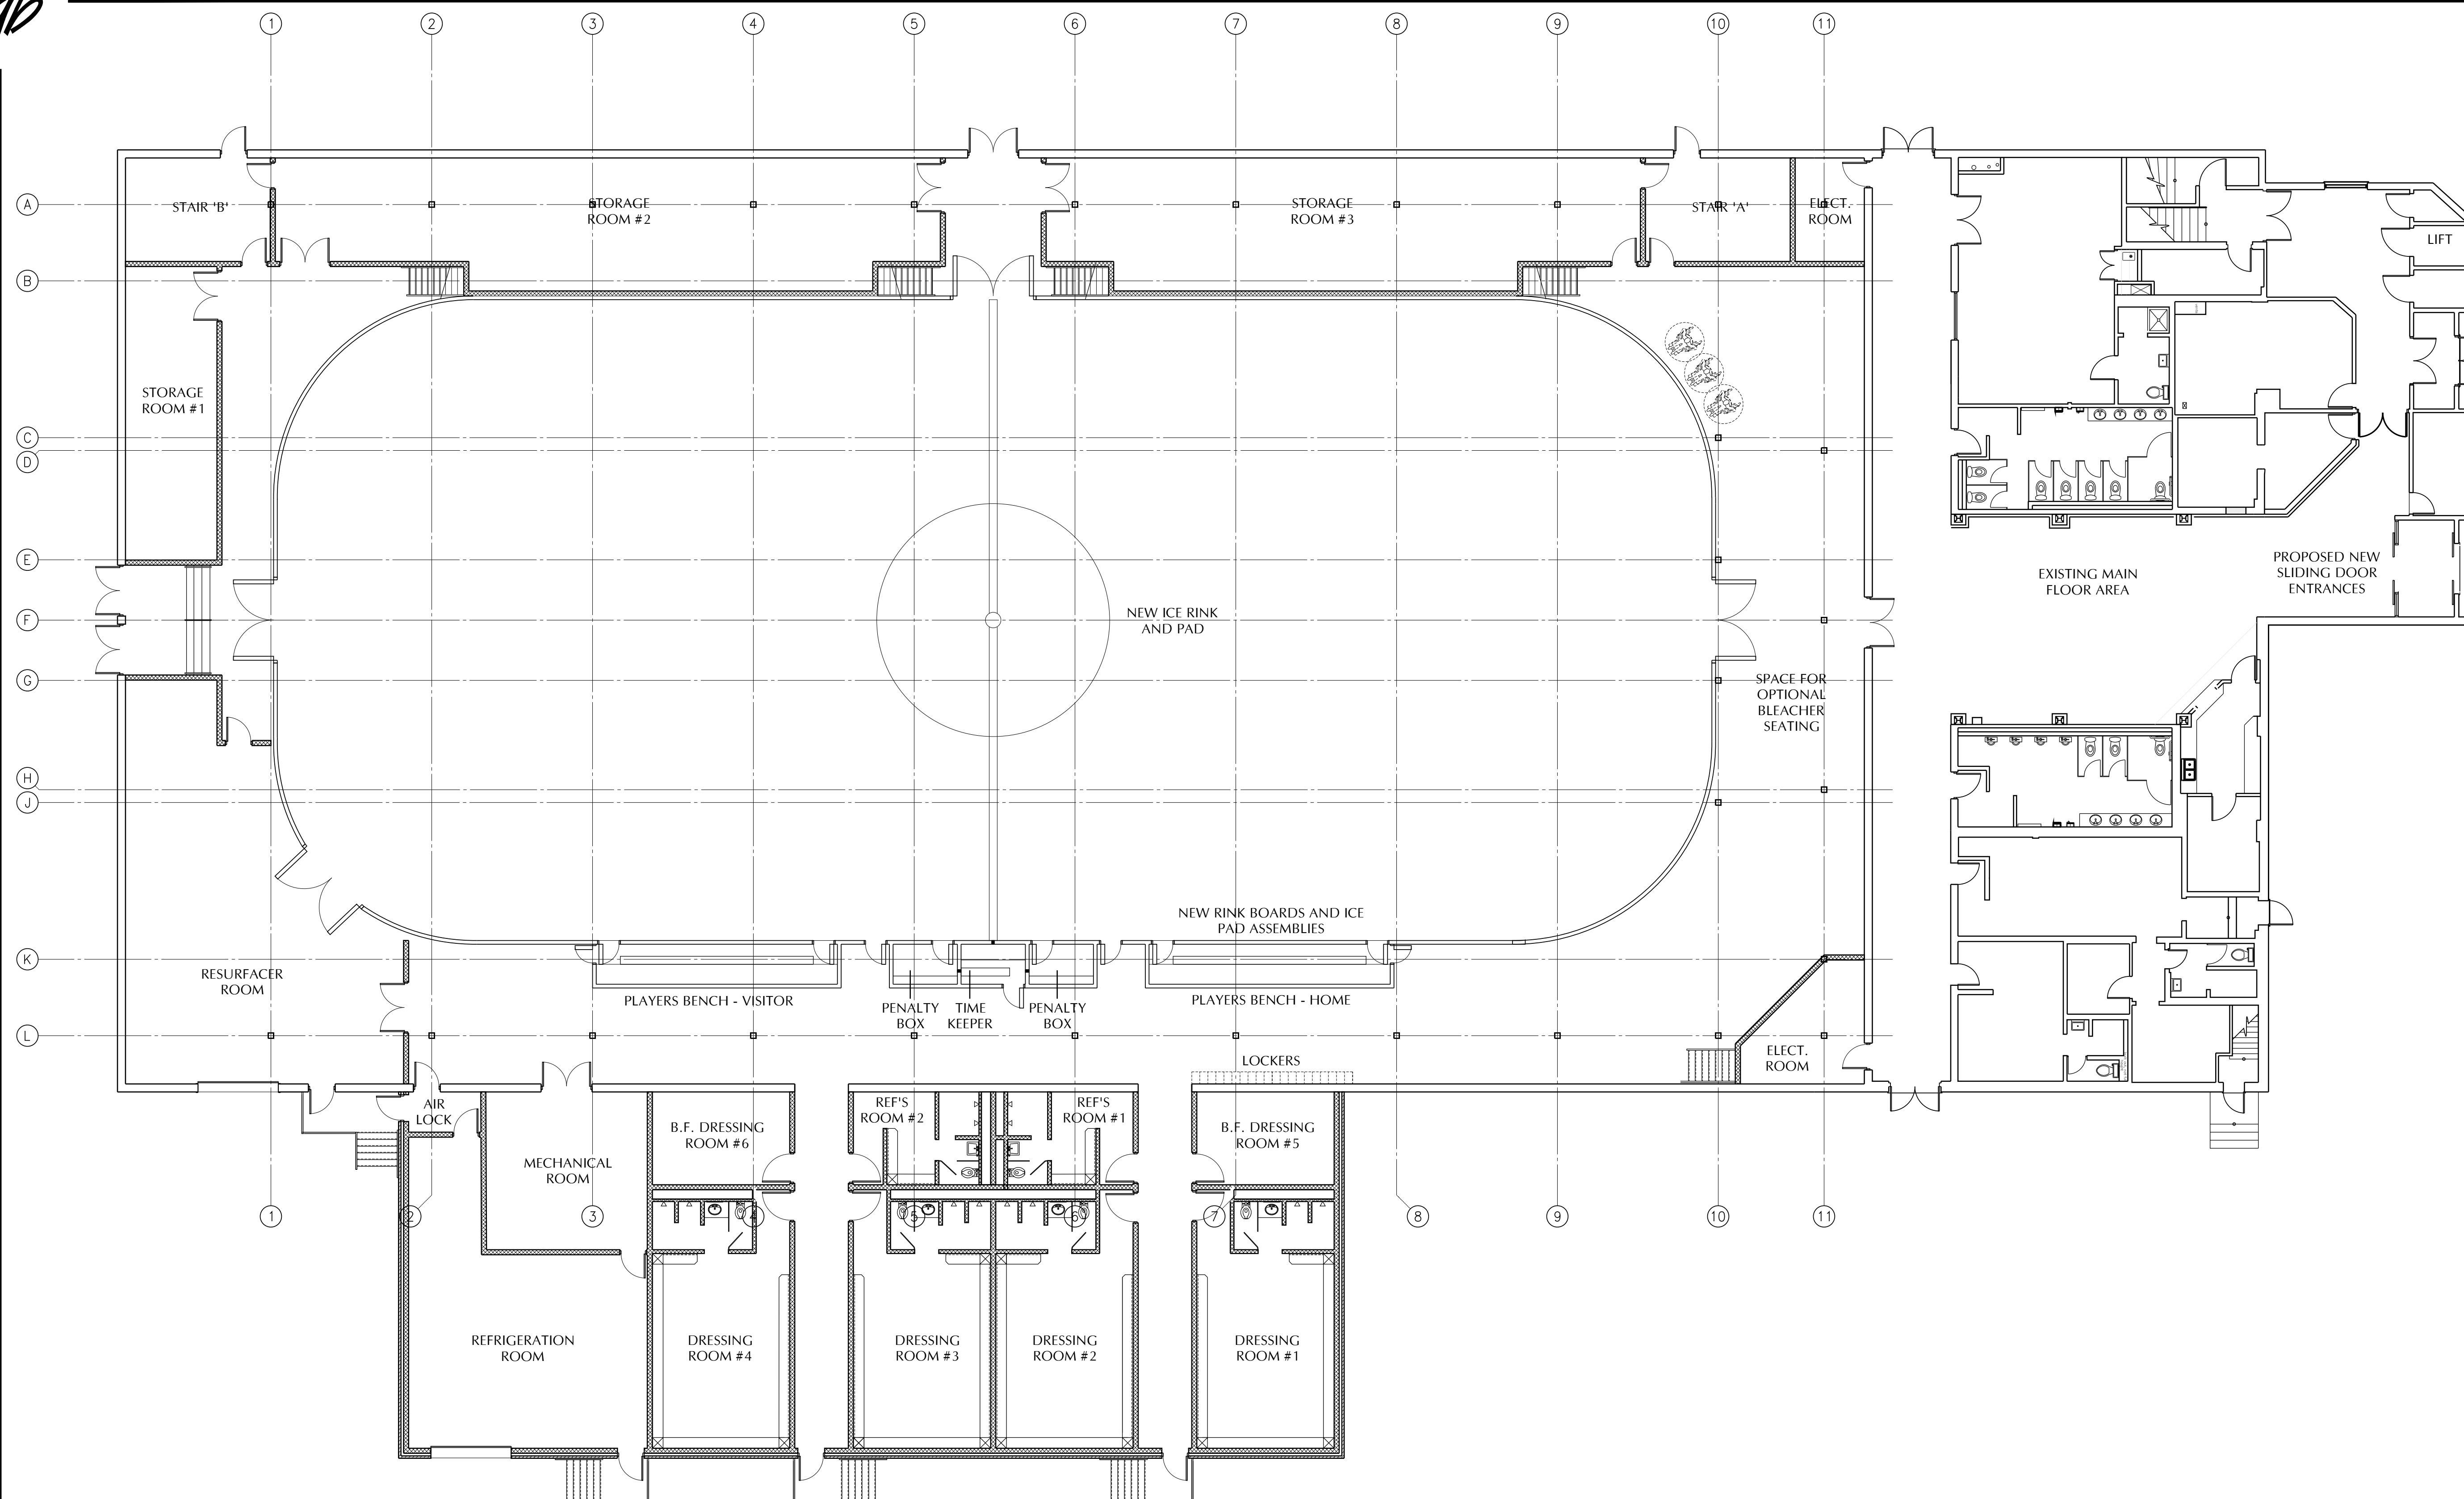 1 2 3 4 5 6 7 8 9 10 11
A
STAIR 'B'
STORAGE
ROOM #2
STORAGE
ROOM #3
STAIR 'A'
ELECT.
ROOM
LIFT
B
STORAGE
ROOM #1
C
D
E
PROPOSED NEW
SLIDING DOOR
ENTRANCES
EXISTING MAIN
FLOOR AREA
F
NEW ICE RINK
AND PAD
G
SPACE FOR
OPTIONAL
BLEACHER
SEATING
H
J
NEW RINK BOARDS AND ICE
PAD ASSEMBLIES
K
RESURFACER
ROOM
PLAYERS BENCH - VISITOR
PENALTY
BOX
TIME
KEEPER
PENALTY
BOX
PLAYERS BENCH - HOME
L
LOCKERS
ELECT.
ROOM
AIR
LOCK
REF'S
ROOM #2
REF'S
ROOM #1
B.F. DRESSING
ROOM #6
B.F. DRESSING
ROOM #5
MECHANICAL
ROOM
1 2 3 4 5 6 7 8 9 10 11
REFRIGERATION
ROOM
DRESSING
ROOM #4
DRESSING
ROOM #3
DRESSING
ROOM #2
DRESSING
ROOM #1